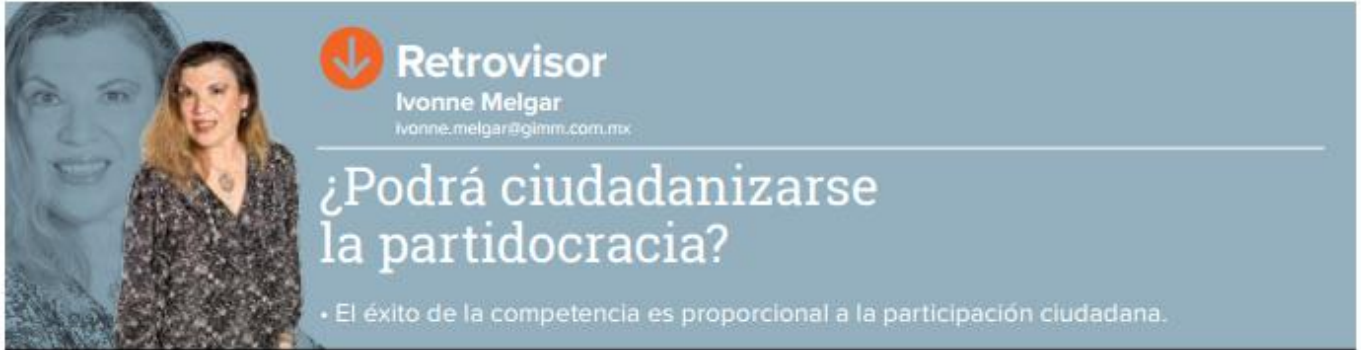 Retrovisor
Ivonne Melgar
ivonne.melgar@gimm.com.mx
¿Podrá ciudadanizarse
la partidocracia?
• El éxito de la competencia es proporcional a la participación ciudadana.